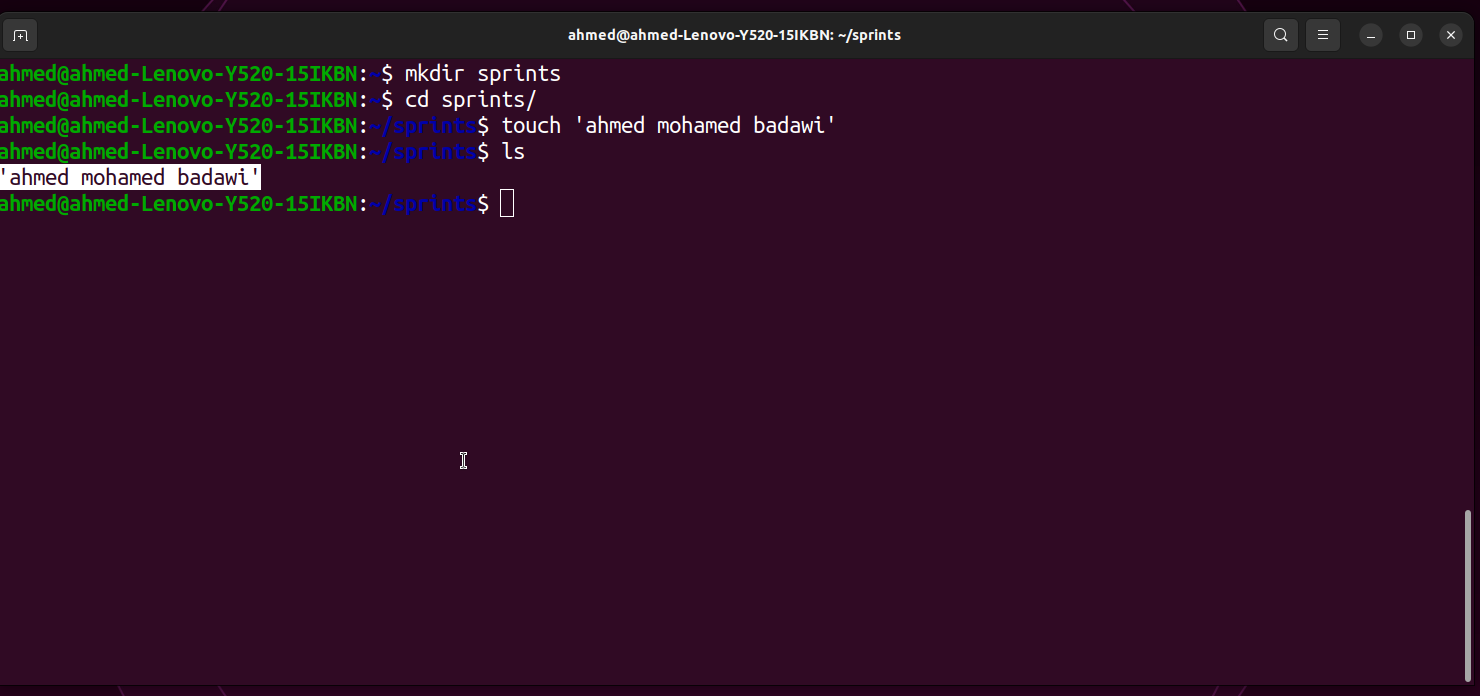 ahmed@ahmed-Lenovo-Y520-15IKBN: ~/sprints
ahmed@ahmed-Lenovo-Y520-15IKBN:~$ mkdir sprints
ahmed@ahmed-Lenovo-Y520-15IKBN:~$ cd sprints/
ahmed@ahmed-Lenovo-Y520-15IKBN:~/sprints$ touch 'ahmed mohamed badawi'
ahmed@ahmed-Lenovo-Y520-15IKBN:~/sprints$ ls
'ahmed mohamed badawi'
ahmed@ahmed-Lenovo-Y520-15IKBN:~/sprints$